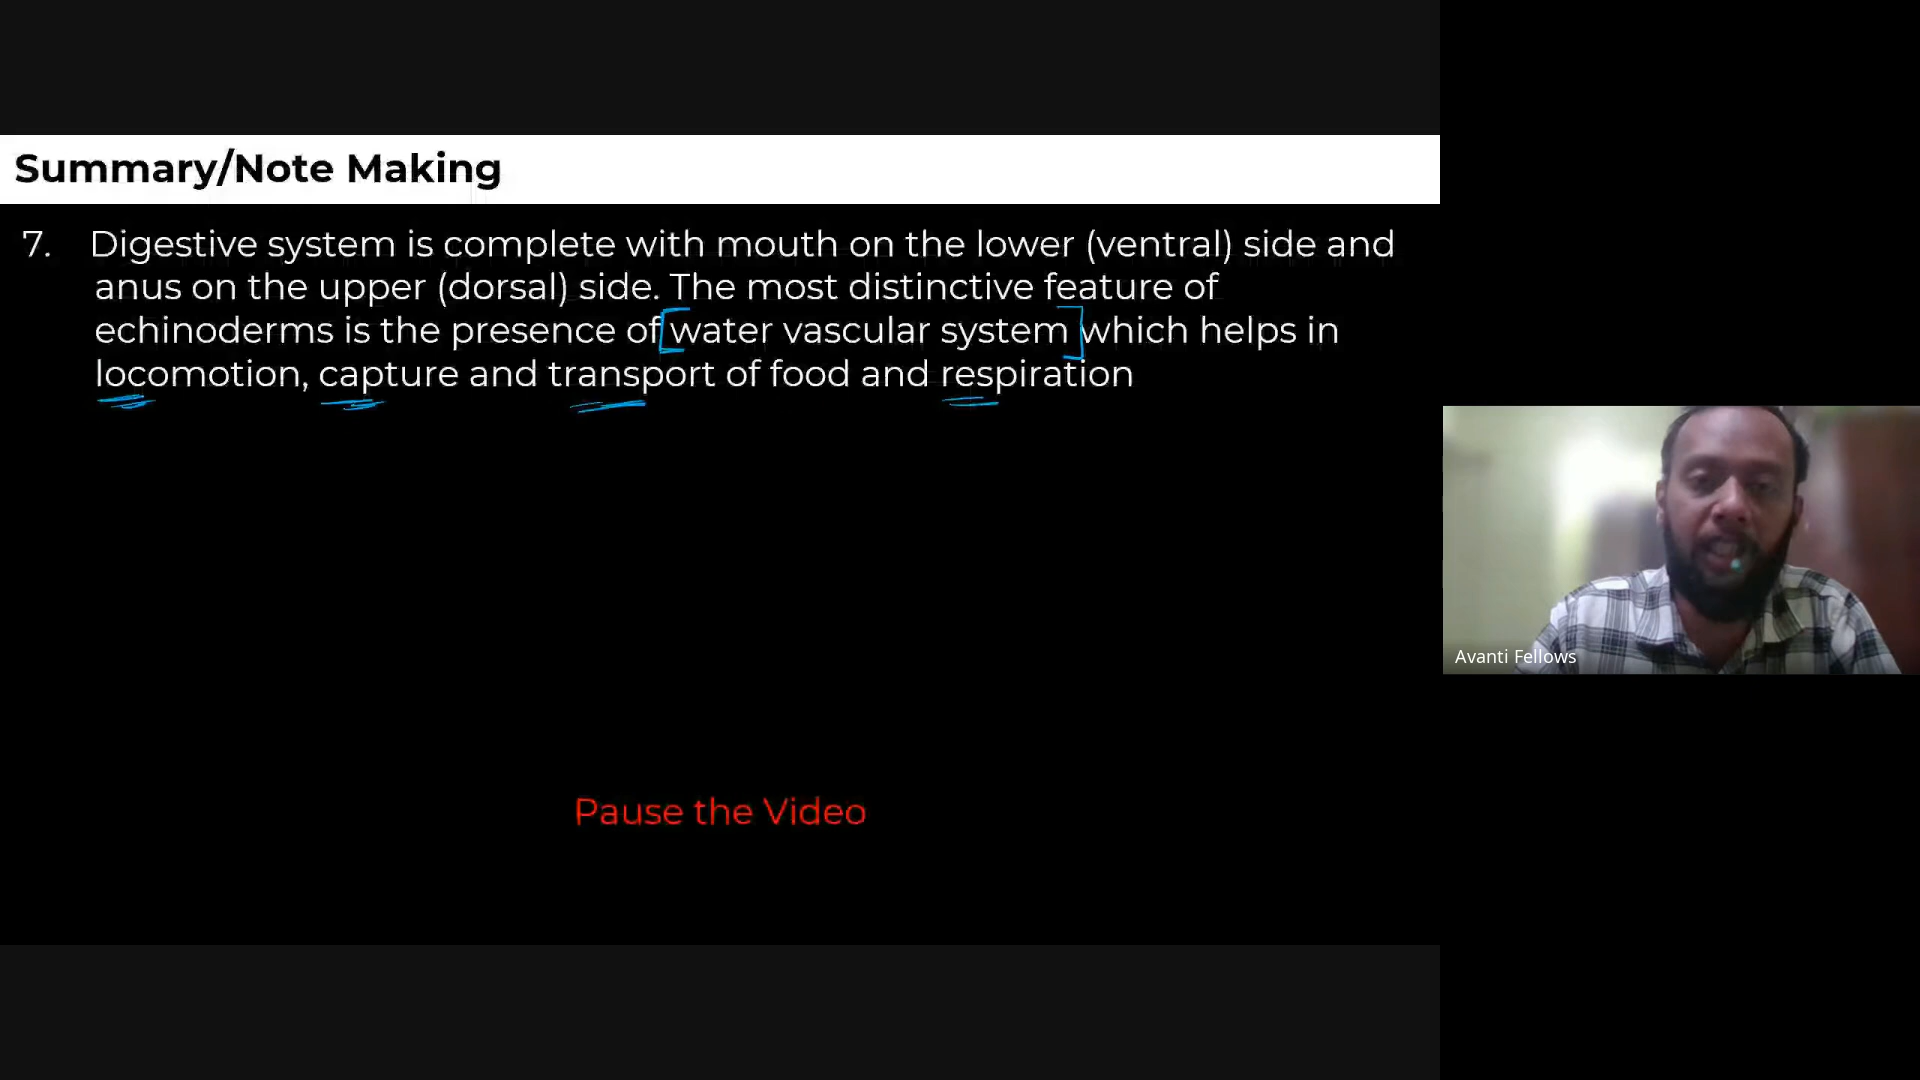 Summary/Note Making
7. Digestive system is complete with mouth on the lower (ventral) side and
anus on the upper (dorsal) side. The most distinctive feature of
echinoderms is the presence of [water vascular system] which helps in
locomotion, capture and transport of food and respiration
Avanti Fellows
Pause the Video